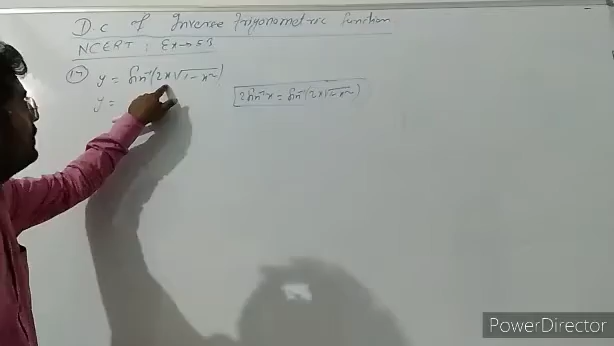 D.C of Inverse Trigonometric Function
NCERT : Ex → 5.3
y = Sin⁻¹(2x√1-x²)
2Sin⁻¹x = Sin⁻¹(2x√1-x²)
y =
PowerDirector